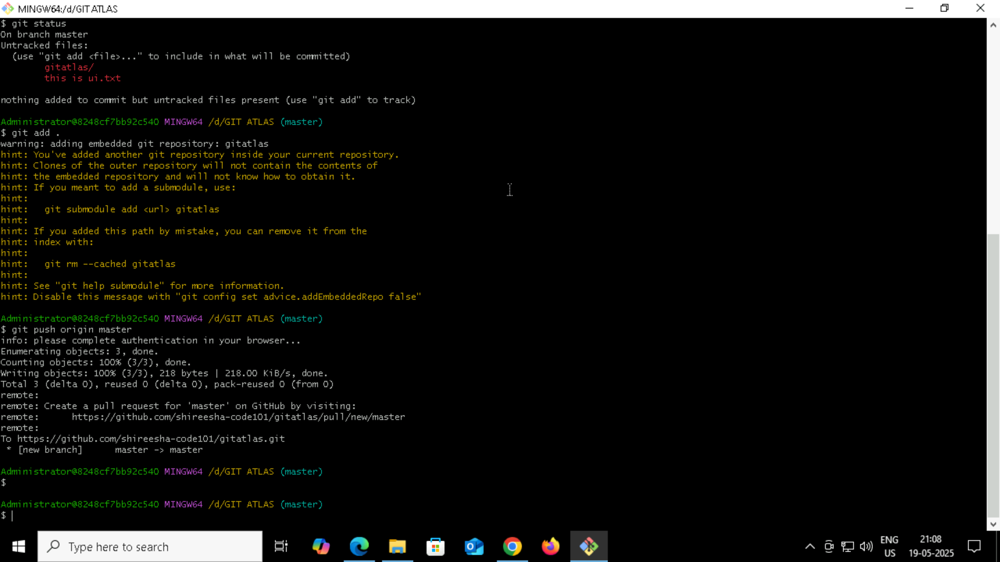 MINGW64:/d/GIT ATLAS
$ git status
On branch master
Untracked files:
  (use "git add <file>..." to include in what will be committed)
        gitatlas/
        this is ui.txt

nothing added to commit but untracked files present (use "git add" to track)

Administrator@8248cf7bb92c540 MINGW64 /d/GIT ATLAS (master)
$ git add .
warning: adding embedded git repository: gitatlas
hint: You've added another git repository inside your current repository.
hint: Clones of the outer repository will not contain the contents of
hint: the embedded repository and will not know how to obtain it.
hint: If you meant to add a submodule, use:
hint:
hint:   git submodule add <url> gitatlas
hint:
hint: If you added this path by mistake, you can remove it from the
hint: index with:
hint:
hint:   git rm --cached gitatlas
hint:
hint: See "git help submodule" for more information.
hint: Disable this message with "git config set advice.addEmbeddedRepo false"

Administrator@8248cf7bb92c540 MINGW64 /d/GIT ATLAS (master)
$ git push origin master
info: please complete authentication in your browser...
Enumerating objects: 3, done.
Counting objects: 100% (3/3), done.
Writing objects: 100% (3/3), 218 bytes | 218.00 KiB/s, done.
Total 3 (delta 0), reused 0 (delta 0), pack-reused 0 (from 0)
remote:
remote: Create a pull request for 'master' on GitHub by visiting:
remote:      https://github.com/shireesha-code101/gitatlas/pull/new/master
remote:
To https://github.com/shireesha-code101/gitatlas.git
 * [new branch]      master -> master

Administrator@8248cf7bb92c540 MINGW64 /d/GIT ATLAS (master)
$

Administrator@8248cf7bb92c540 MINGW64 /d/GIT ATLAS (master)
$
Type here to search
ENG
US
21:08
19-05-2025